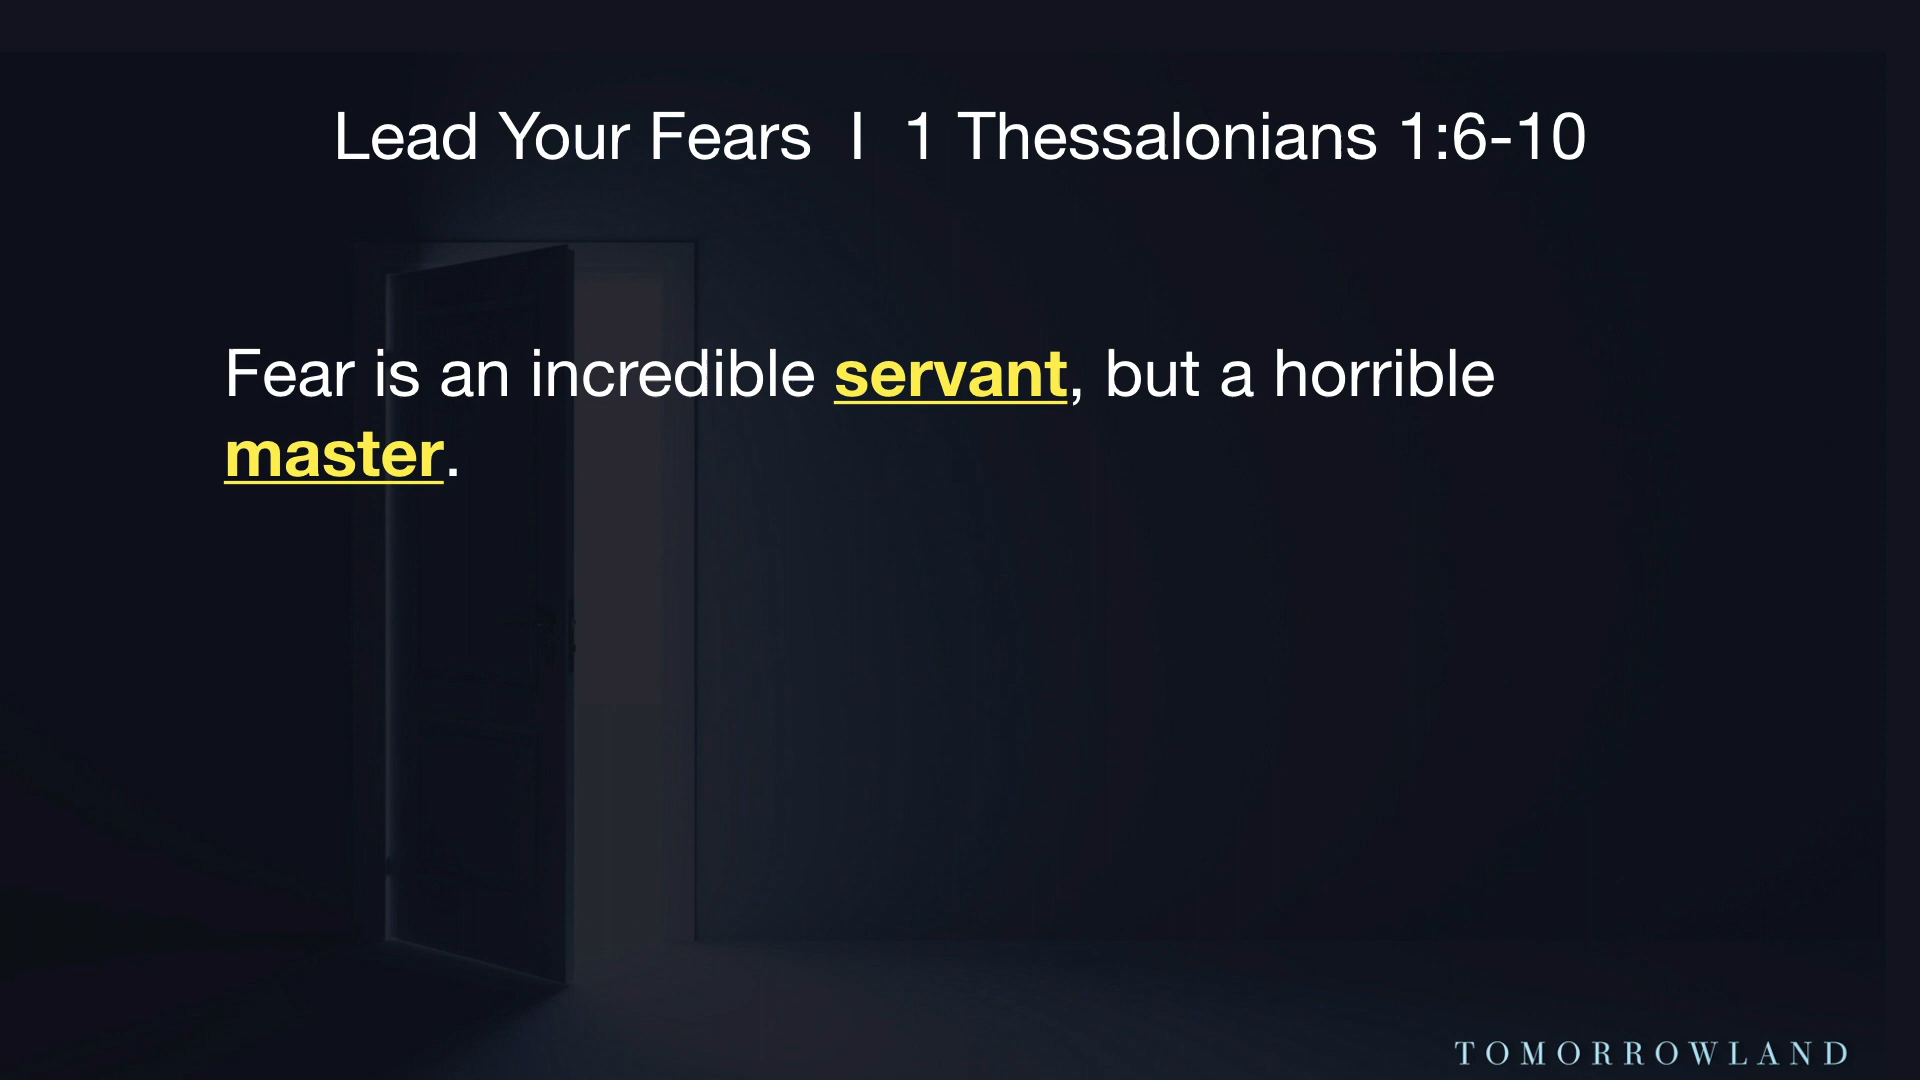 Lead Your Fears I 1 Thessalonians 1:6-10
Fear is an incredible servant, but a horrible
master.
TOMORROWLAND